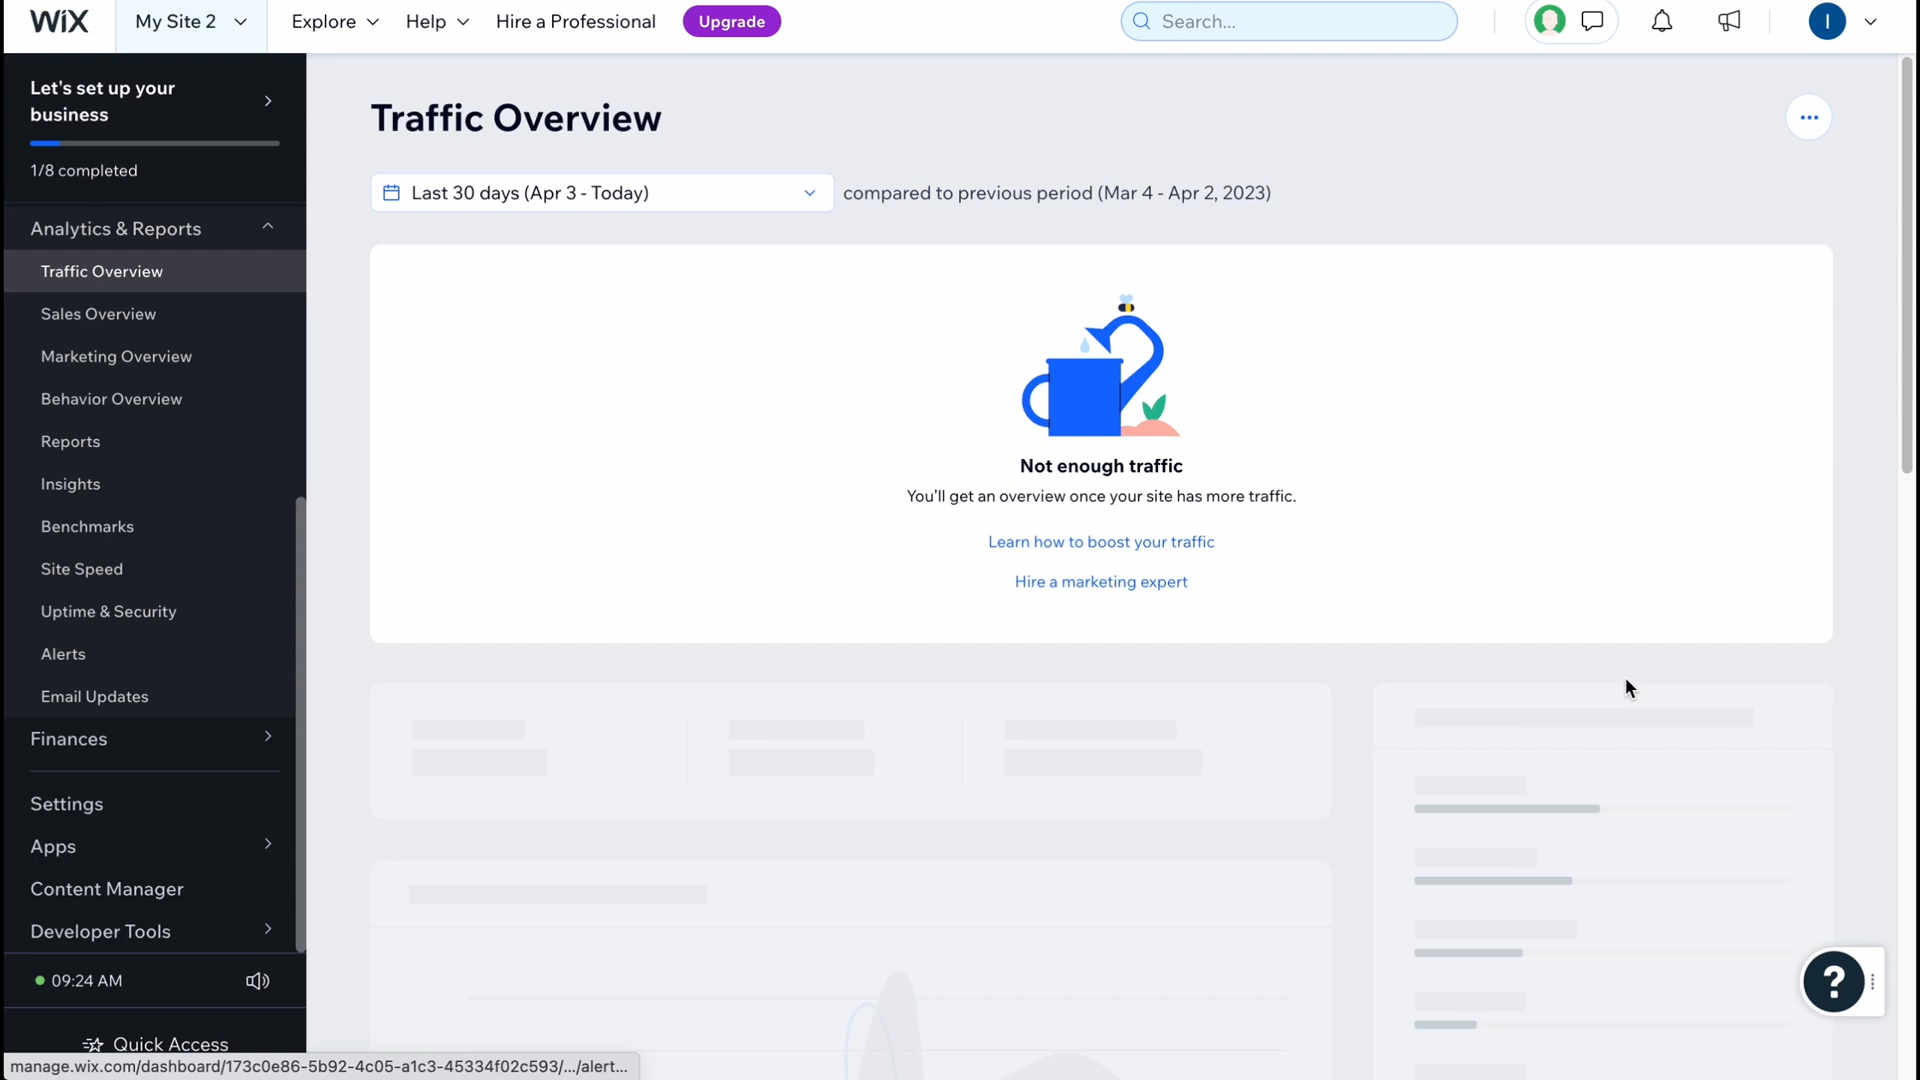 WIX
My Site 2
Explore
Help
Hire a Professional
Upgrade
Search...
I
Let's set up your
business
1/8 completed
Analytics & Reports
Traffic Overview
Sales Overview
Marketing Overview
Behavior Overview
Reports
Insights
Benchmarks
Site Speed
Uptime & Security
Alerts
Email Updates
Finances
Settings
Apps
Content Manager
Developer Tools
09:24 AM
Quick Access
manage.wix.com/dashboard/173c0e86-5b92-4c05-a1c3-45334f02c593/.../alert...
Traffic Overview
Last 30 days (Apr 3 - Today)
compared to previous period (Mar 4 - Apr 2, 2023)
Not enough traffic
You'll get an overview once your site has more traffic.
Learn how to boost your traffic
Hire a marketing expert
?